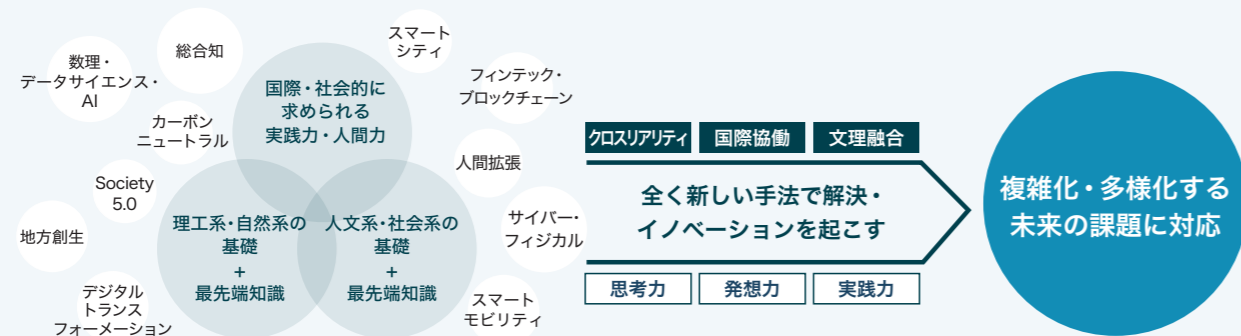 数理・
データサイエンス・
AI
総合知
スマート
シティ
フィンテック・
ブロックチェーン
カーボン
ニュートラル
人間拡張
Society
5.0
サイバー・
フィジカル
地方創生
デジタル
トランス
フォーメーション
スマート
モビリティ
国際・社会的に
求められる
実践力・人間力
理工系・自然系の
基礎
+
最先端知識
人文系・社会系の
基礎
+
最先端知識
クロスリアリティ
国際協働
文理融合
全く新しい手法で解決・
イノベーションを起こす
思考力
発想力
実践力
複雑化・多様化する
未来の課題に対応